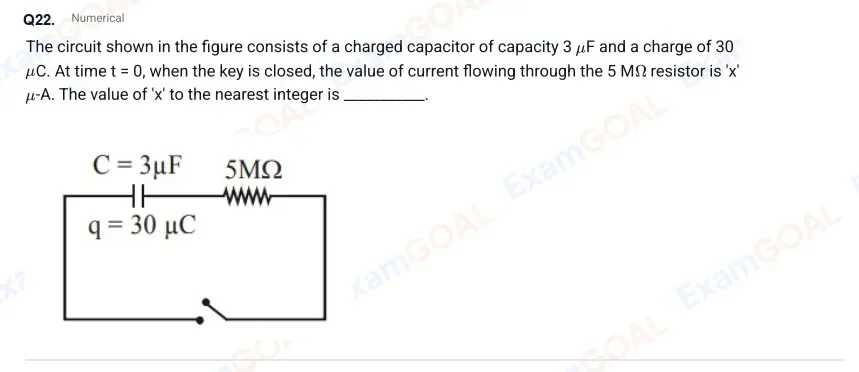 Q22. Numerical
The circuit shown in the figure consists of a charged capacitor of capacity 3 μF and a charge of 30
μC. At time t = 0, when the key is closed, the value of current flowing through the 5 MΩ resistor is 'x'
μ-A. The value of 'x' to the nearest integer is __________.
C = 3μF 5MΩ
q = 30 μC
ExamGOAL
ExamGOAL
ExamGOAL